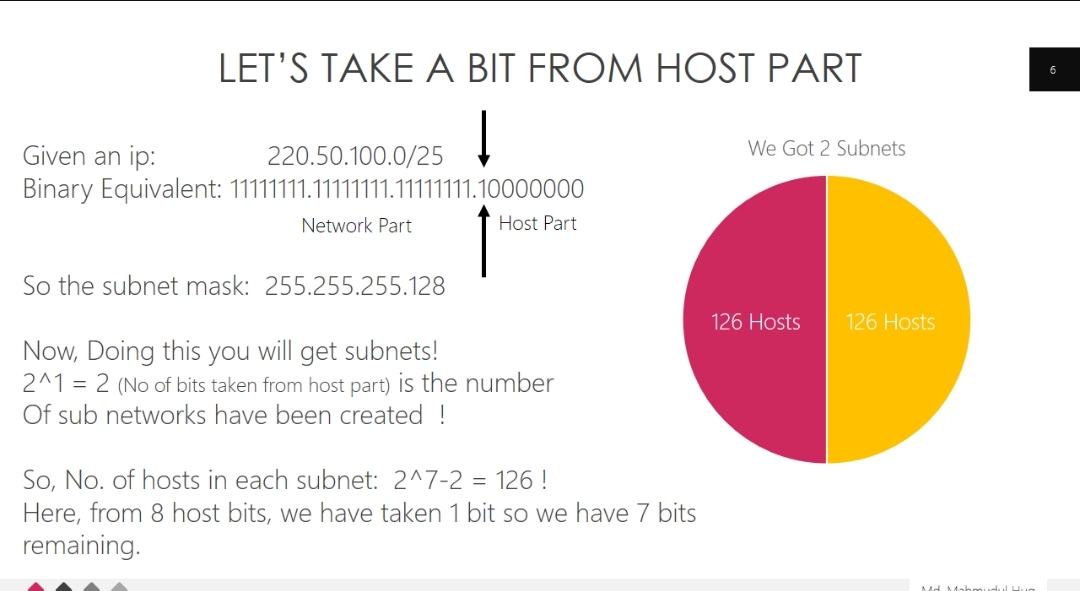 LET'S TAKE A BIT FROM HOST PART
6
Given an ip: 220.50.100.0/25
Binary Equivalent: 11111111.11111111.11111111.10000000
Network Part Host Part
So the subnet mask: 255.255.255.128
Now, Doing this you will get subnets!
2^1 = 2 (No of bits taken from host part) is the number
Of sub networks have been created !
So, No. of hosts in each subnet: 2^7-2 = 126 !
Here, from 8 host bits, we have taken 1 bit so we have 7 bits
remaining.
We Got 2 Subnets
126 Hosts 126 Hosts
Md. Mahmudul Huq